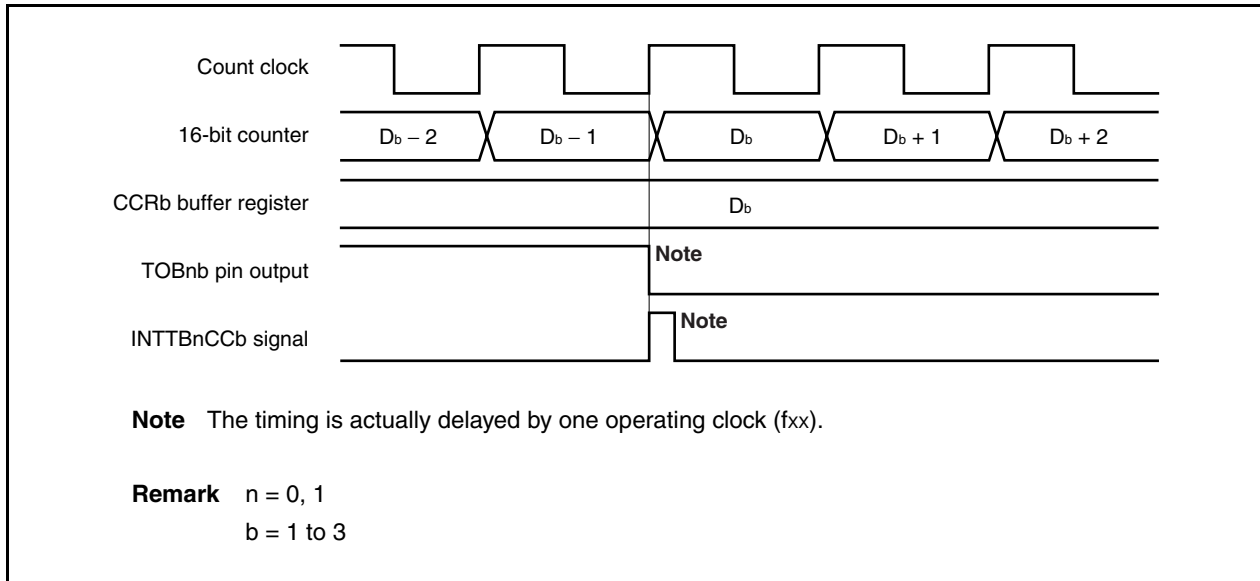 Count clock
16-bit counter
Db − 2
Db − 1
Db
Db + 1
Db + 2
CCRb buffer register
Db
TOBnb pin output
Note
INTTBnCCb signal
Note
Note The timing is actually delayed by one operating clock (fxx).
Remark n = 0, 1
b = 1 to 3